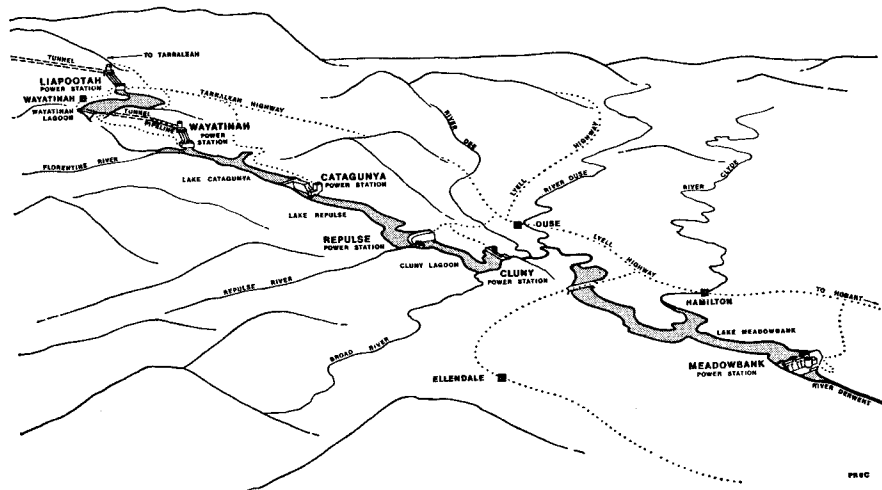 TO TARRALEAH
TUNNEL
LIAPOOTAH
POWER STATION
WAYATINAH
WAYATINAH
LAGOON
TUNNEL
PIPELINE
WAYATINAH
POWER
STATION
TARRALEAH HIGHWAY
FLORENTINE RIVER
LAKE CATAGUNYA
CATAGUNYA
POWER STATION
LAKE REPULSE
REPULSE
POWER STATION
CLUNY LAGOON
CLUNY
POWER STATION
REPULSE RIVER
BROAD RIVER
RIVER DEE
LYELL
HIGHWAY
RIVER OUSE
OUSE
LYELL
HIGHWAY
RIVER
CLYDE
HAMILTON
TO HOBART
LAKE MEADOWBANK
MEADOWBANK
POWER STATION
RIVER DERWENT
ELLENDALE